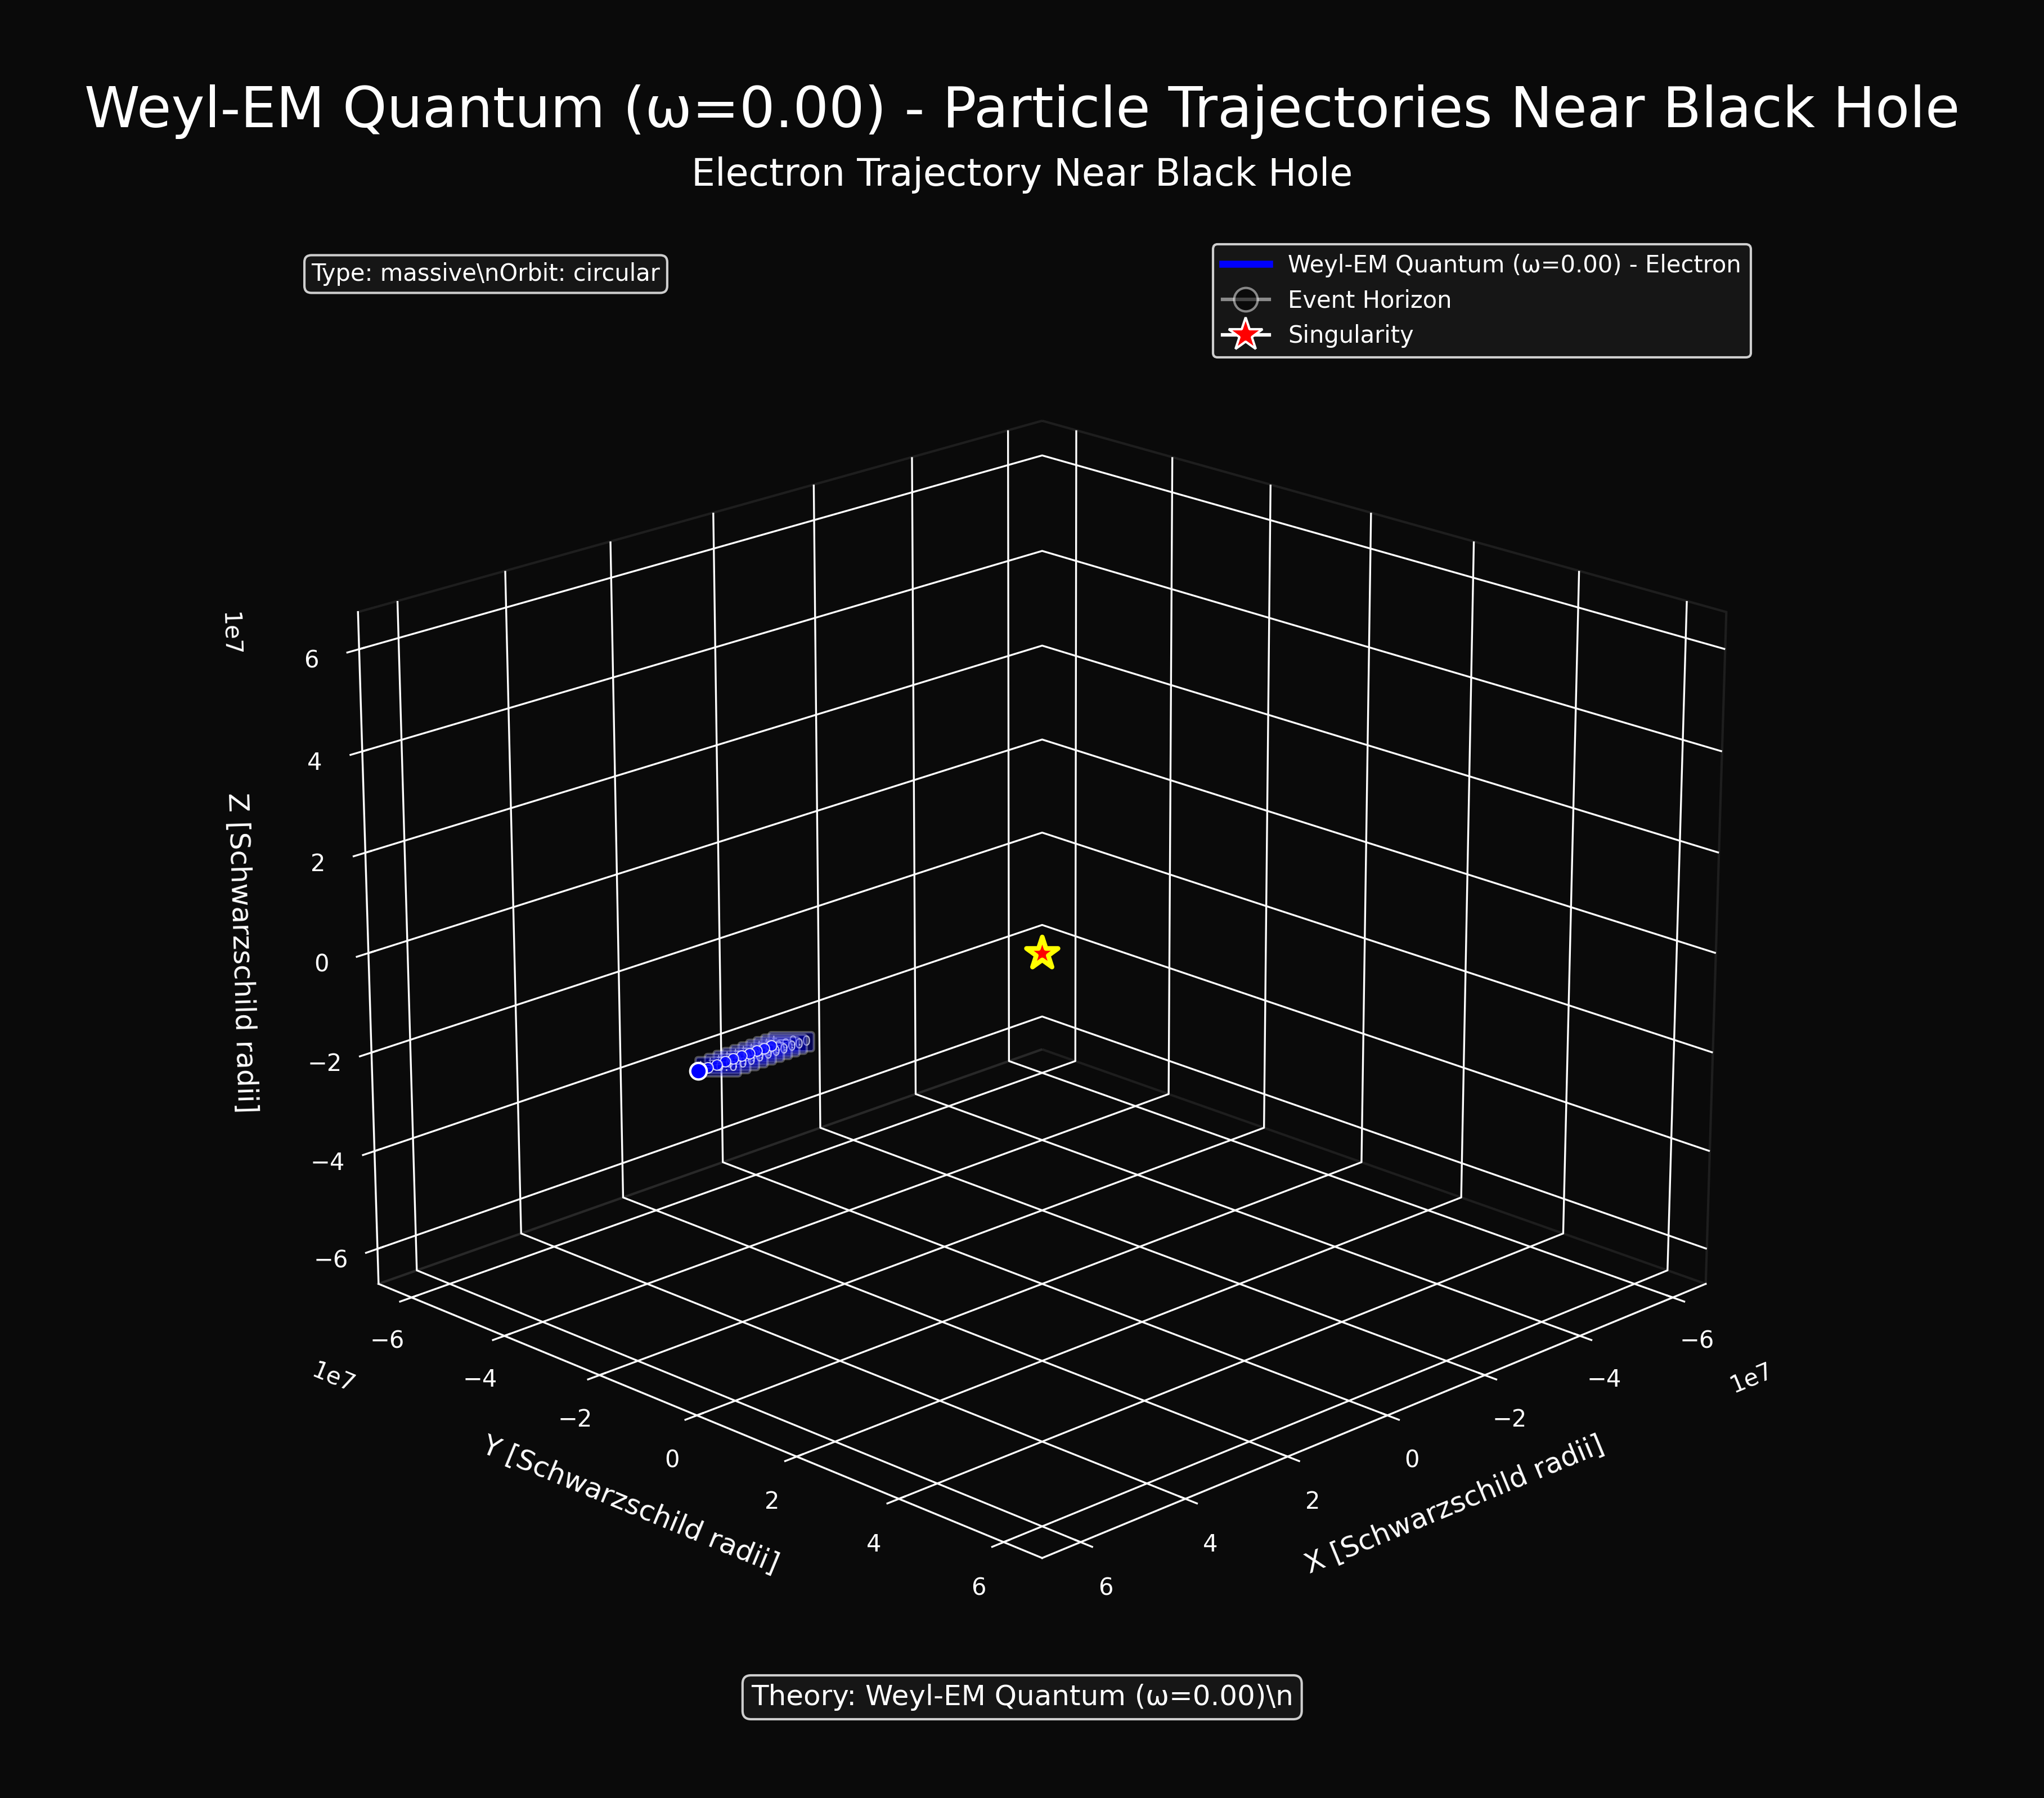 Weyl-EM Quantum (ω=0.00) - Particle Trajectories Near Black Hole
Electron Trajectory Near Black Hole
Type: massive\nOrbit: circular
Weyl-EM Quantum (ω=0.00) - Electron
Event Horizon
Singularity
1e7
6
4
2
0
−2
−4
−6
Z [Schwarzschild radii]
−6
−4
−2
0
2
4
6
1e7
Y [Schwarzschild radii]
−6
−4
−2
0
2
4
6
1e7
X [Schwarzschild radii]
Theory: Weyl-EM Quantum (ω=0.00)\n